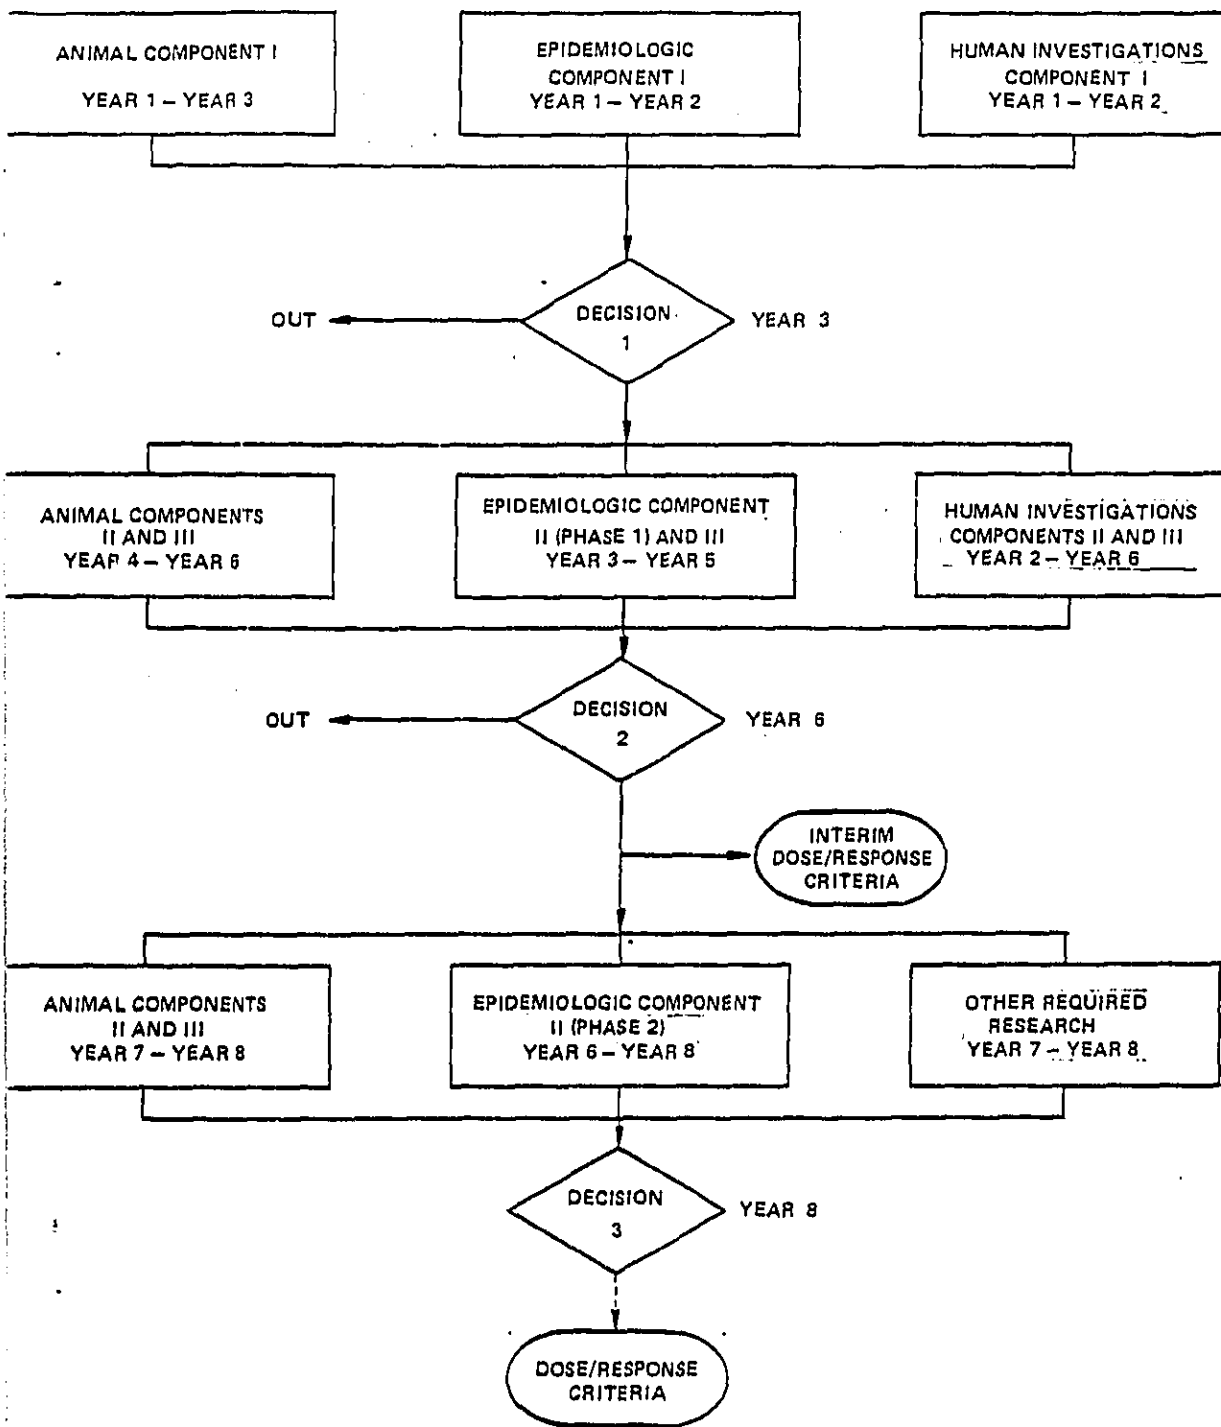 ANIMAL COMPONENT I
YEAR 1 – YEAR 3
EPIDEMIOLOGIC
COMPONENT I
YEAR 1 – YEAR 2
HUMAN INVESTIGATIONS
COMPONENT I
YEAR 1 – YEAR 2
OUT
DECISION
1
YEAR 3
ANIMAL COMPONENTS
II AND III
YEAR 4 – YEAR 6
EPIDEMIOLOGIC COMPONENT
II (PHASE 1) AND III
YEAR 3 – YEAR 5
HUMAN INVESTIGATIONS
COMPONENTS II AND III
YEAR 2 – YEAR 6
OUT
DECISION
2
YEAR 6
INTERIM
DOSE/RESPONSE
CRITERIA
ANIMAL COMPONENTS
II AND III
YEAR 7 – YEAR 8
EPIDEMIOLOGIC COMPONENT
II (PHASE 2)
YEAR 6 – YEAR 8
OTHER REQUIRED
RESEARCH
YEAR 7 – YEAR 8
DECISION
3
YEAR 8
DOSE/RESPONSE
CRITERIA